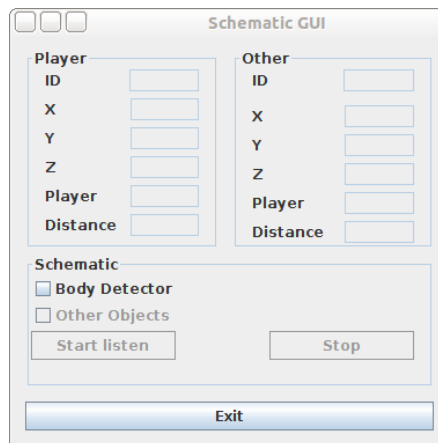 Schematic GUI
Player
ID
X
Y
Z
Player
Distance
Other
ID
X
Y
Z
Player
Distance
Schematic
Body Detector
Other Objects
Start listen
Stop
Exit